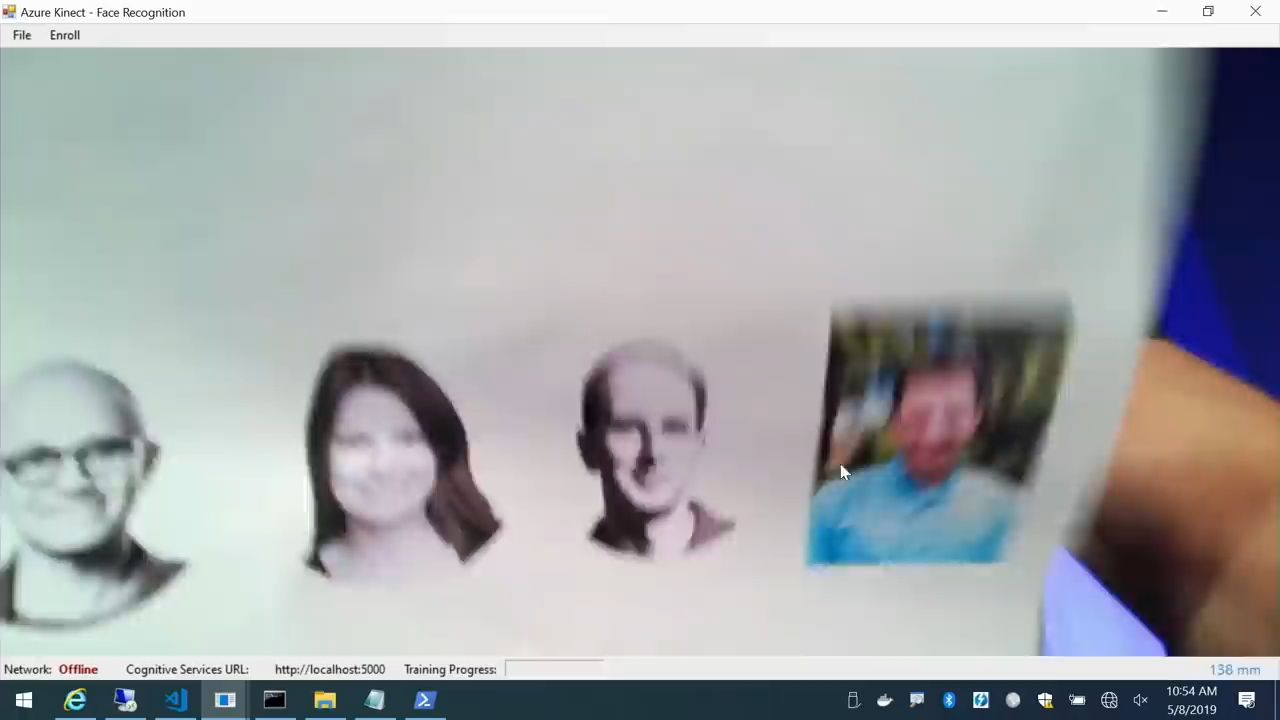 Azure Kinect - Face Recognition
File Enroll
Network: Offline Cognitive Services URL: http://localhost:5000 Training Progress: 138 mm
10:54 AM
5/8/2019